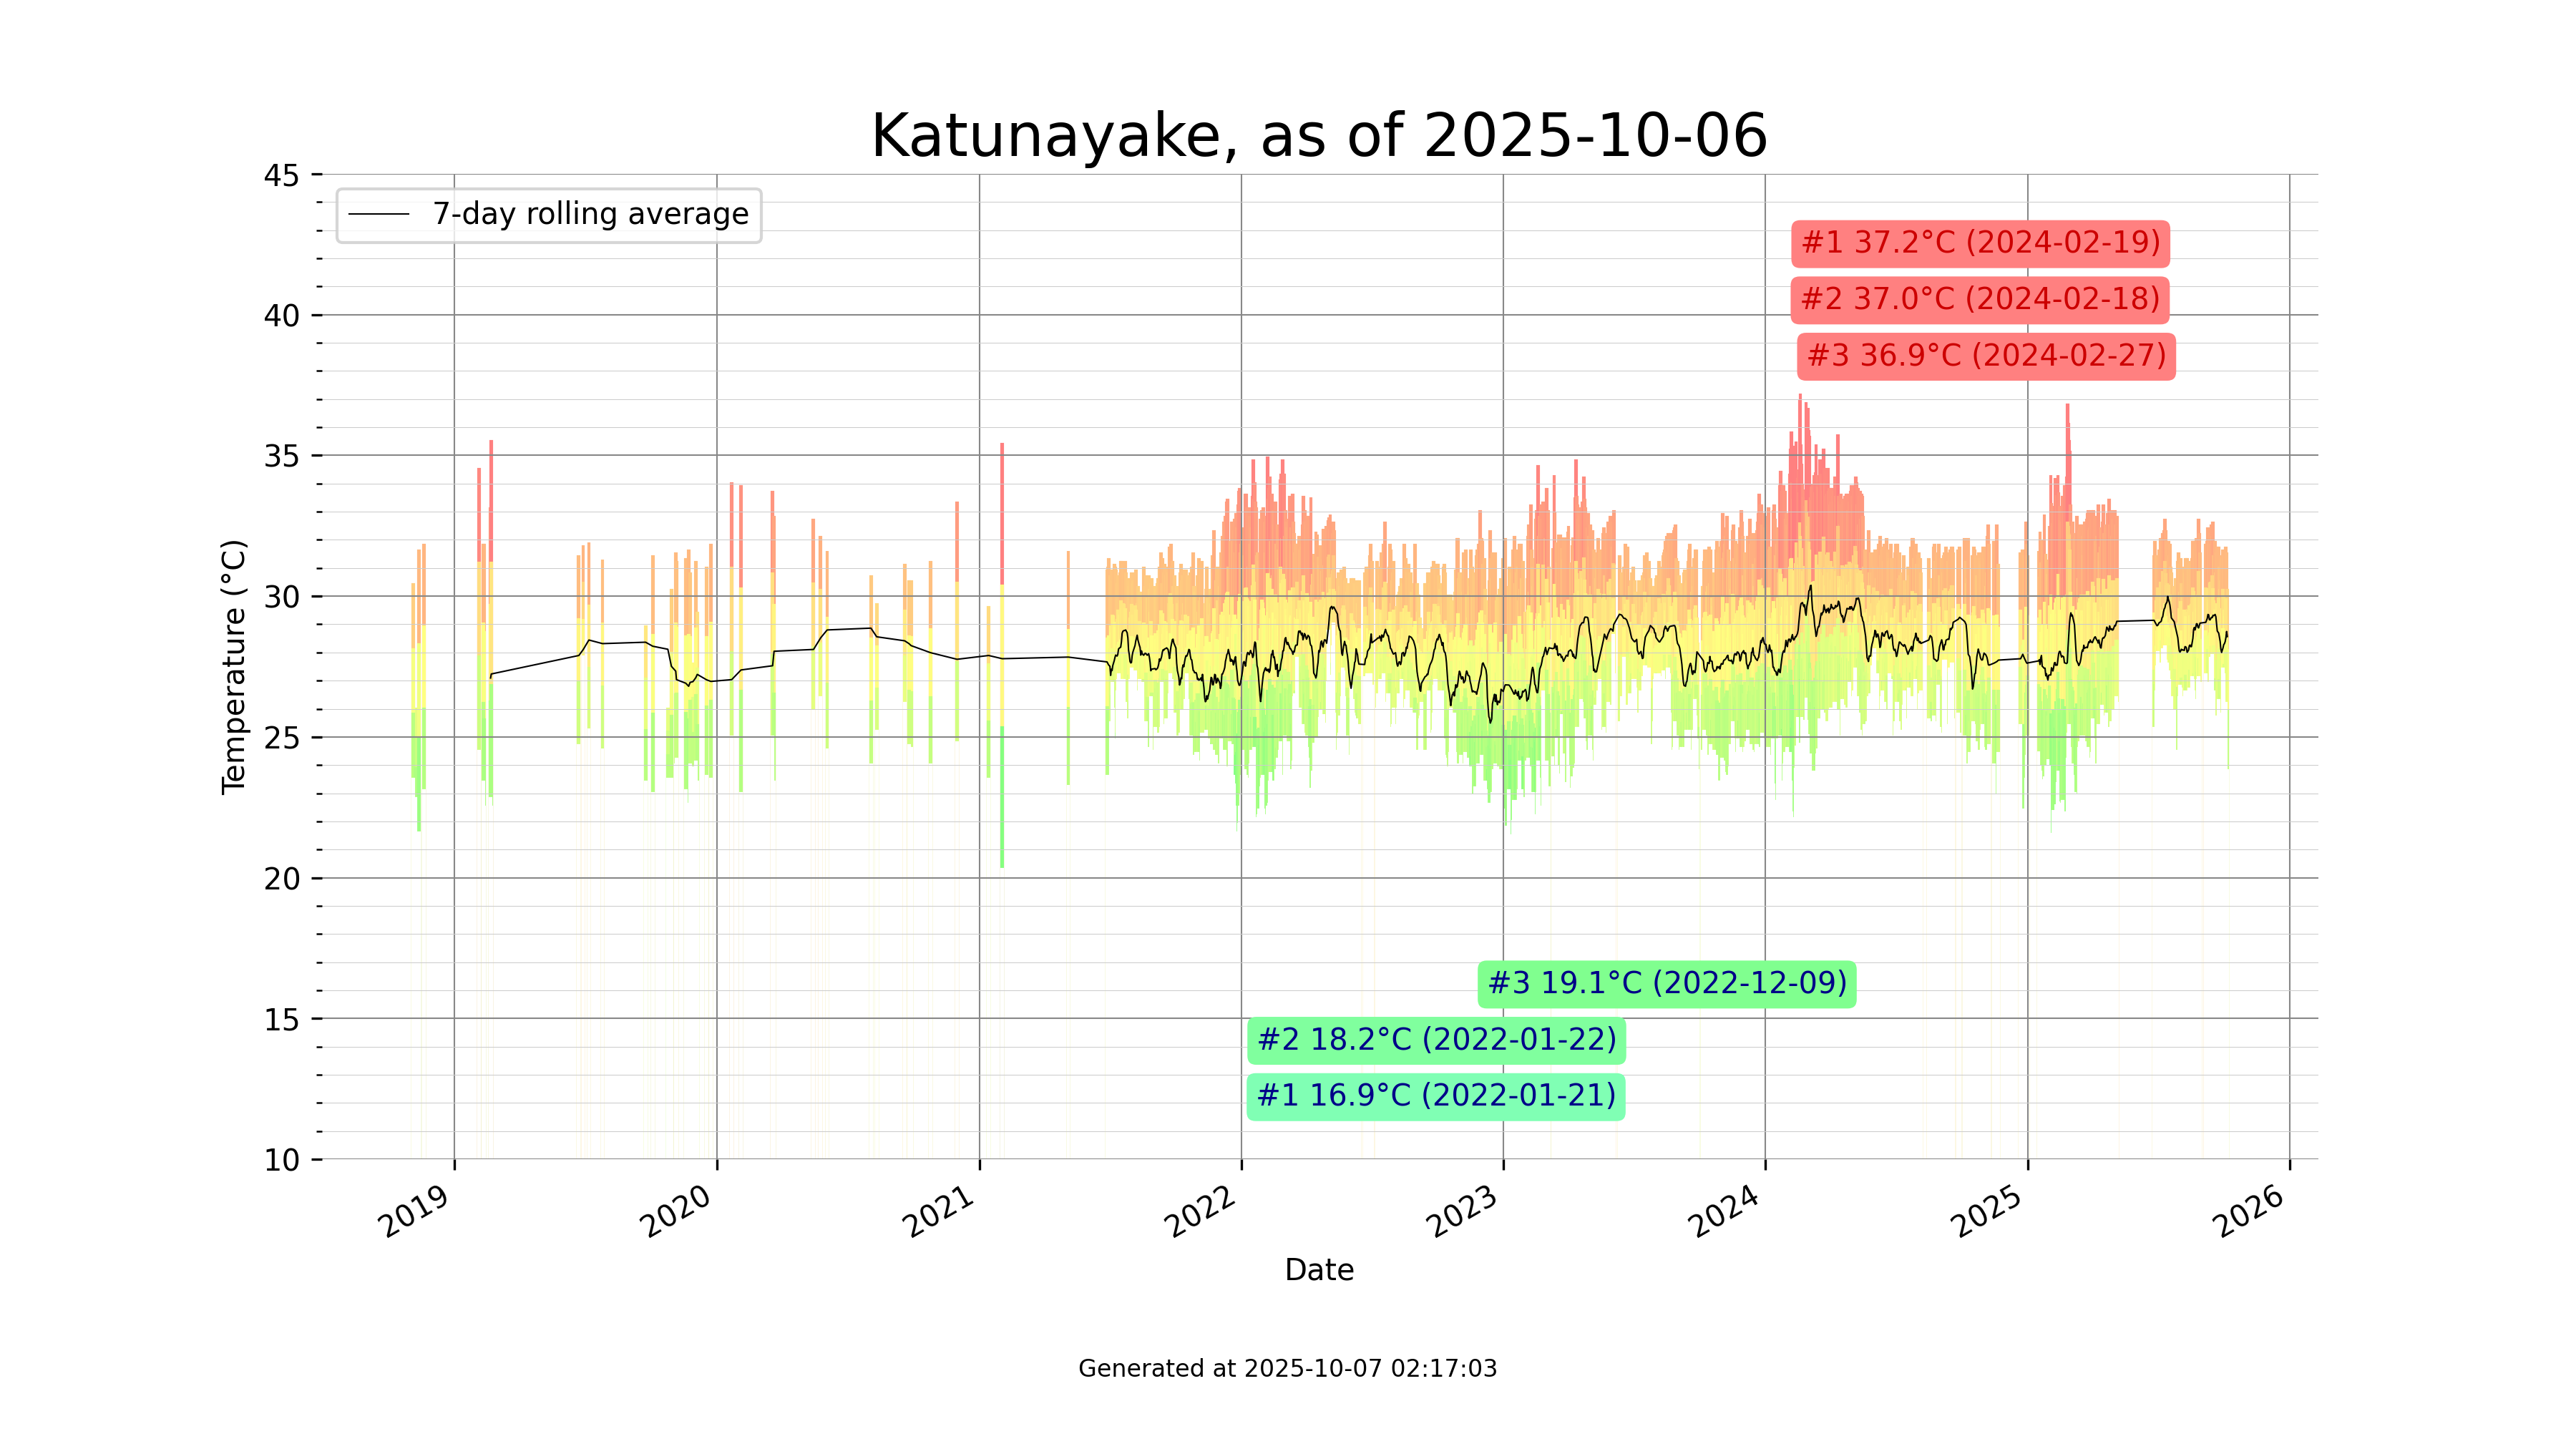 Katunayake, as of 2025-10-06
45
7-day rolling average
#1 37.2°C (2024-02-19)
#2 37.0°C (2024-02-18)
40
#3 36.9°C (2024-02-27)
35
30
Temperature (°C)
25
20
#3 19.1°C (2022-12-09)
15
#2 18.2°C (2022-01-22)
#1 16.9°C (2022-01-21)
10
2019 2020 2021 2022 2023 2024 2025 2026
Date
Generated at 2025-10-07 02:17:03